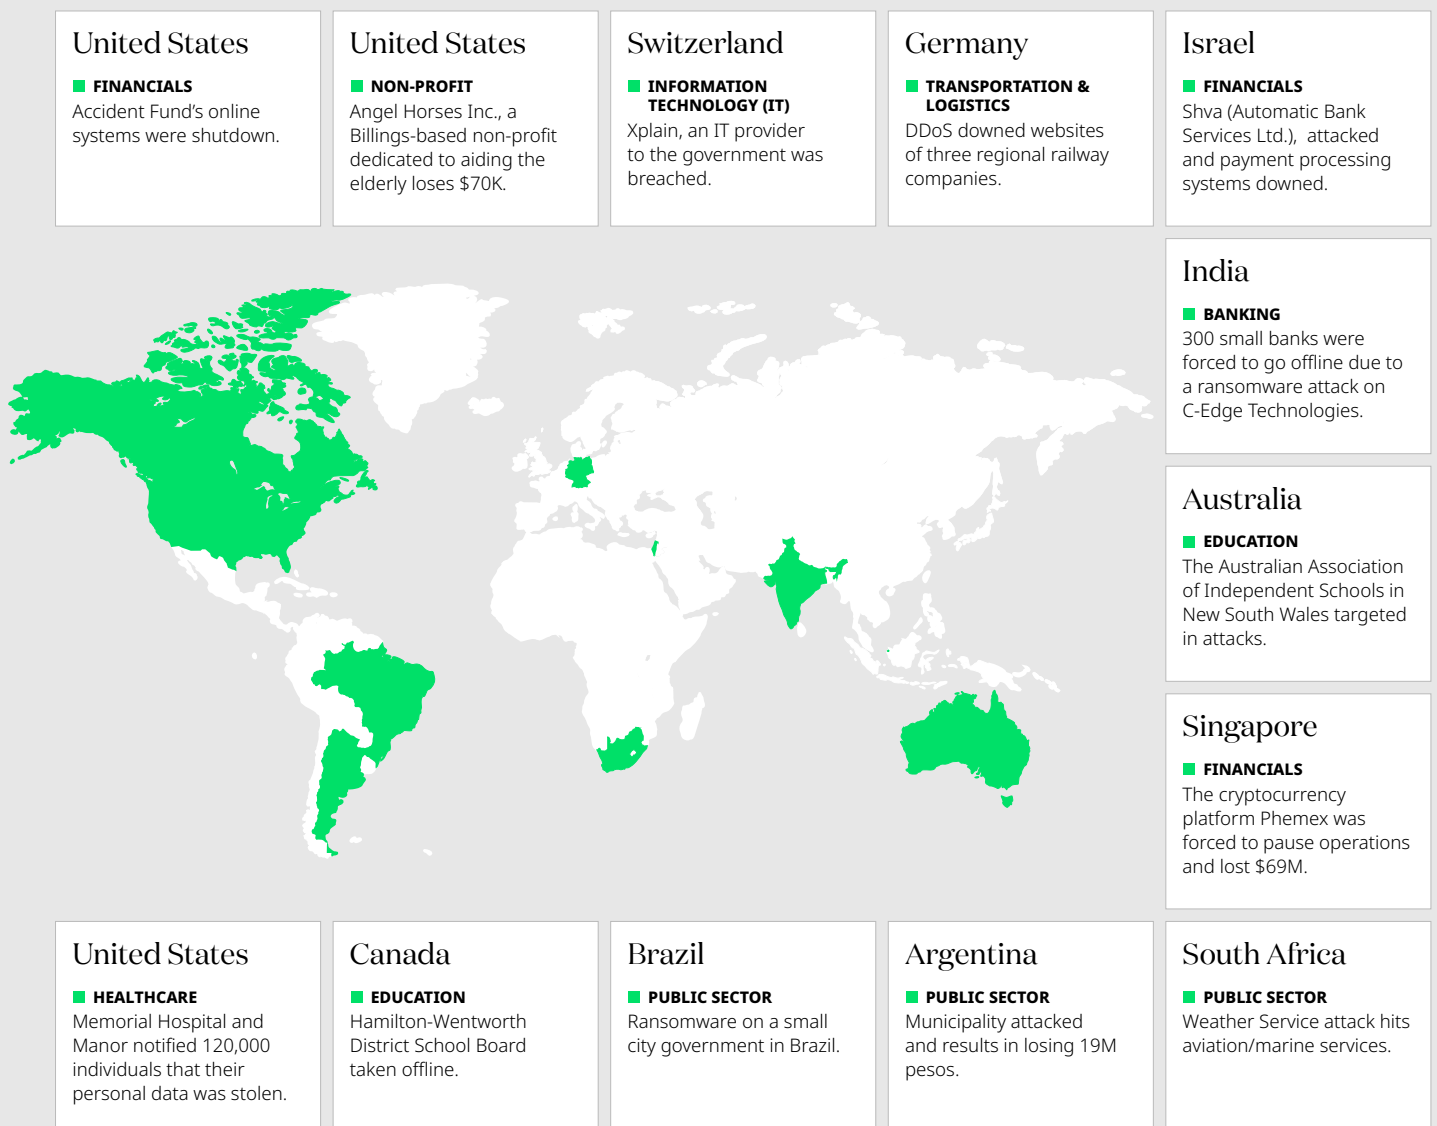 United States
FINANCIALS
Accident Fund’s online
systems were shutdown.
United States
NON-PROFIT
Angel Horses Inc., a
Billings-based non-profit
dedicated to aiding the
elderly loses $70K.
Switzerland
INFORMATION
TECHNOLOGY (IT)
Xplain, an IT provider
to the government was
breached.
Germany
TRANSPORTATION &
LOGISTICS
DDoS downed websites
of three regional railway
companies.
Israel
FINANCIALS
Shva (Automatic Bank
Services Ltd.),  attacked
and payment processing
systems downed.
India
BANKING
300 small banks were
forced to go offline due to
a ransomware attack on
C-Edge Technologies.
Australia
EDUCATION
The Australian Association
of Independent Schools in
New South Wales targeted
in attacks.
Singapore
FINANCIALS
The cryptocurrency
platform Phemex was
forced to pause operations
and lost $69M.
United States
HEALTHCARE
Memorial Hospital and
Manor notified 120,000
individuals that their
personal data was stolen.
Canada
EDUCATION
Hamilton-Wentworth
District School Board
taken offline.
Brazil
PUBLIC SECTOR
Ransomware on a small
city government in Brazil.
Argentina
PUBLIC SECTOR
Municipality attacked
and results in losing 19M
pesos.
South Africa
PUBLIC SECTOR
Weather Service attack hits
aviation/marine services.